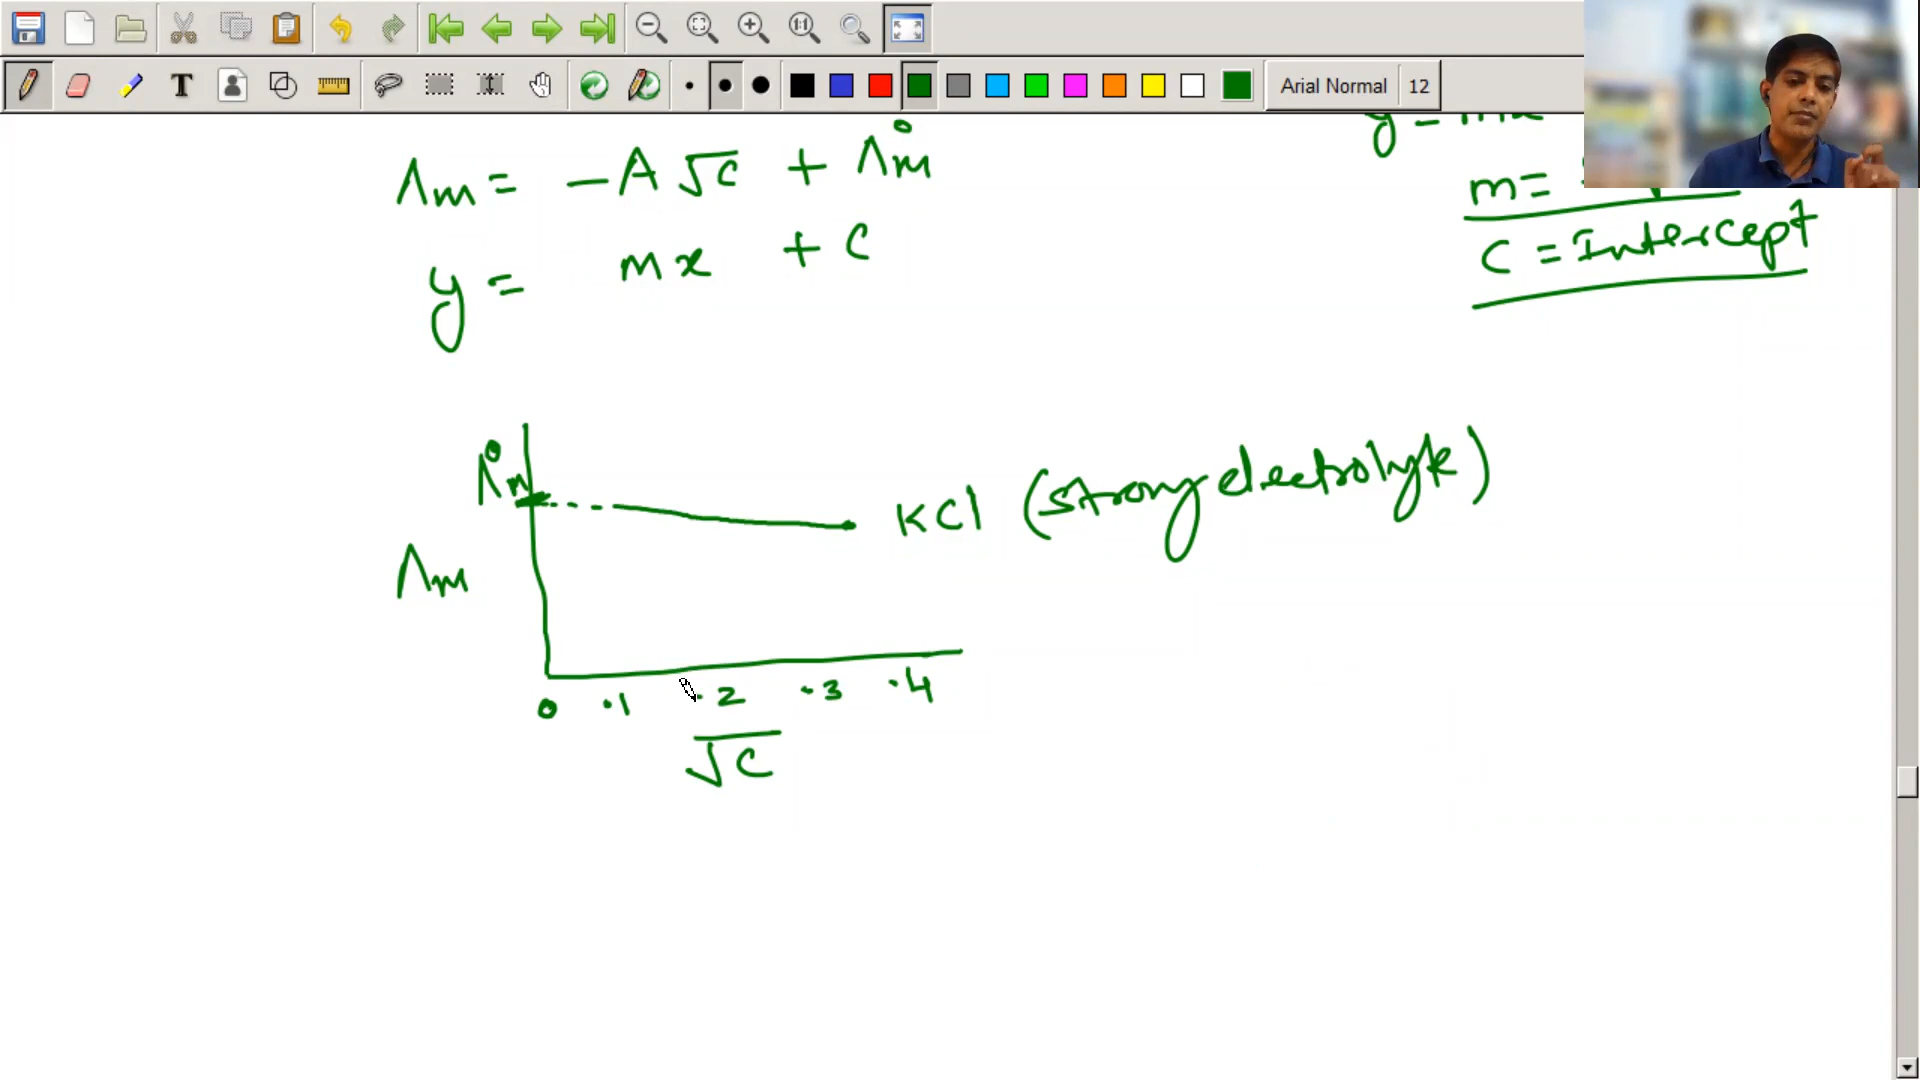 Arial Normal 12
Λm = -A √c + Λ°m
y = mx + c
m =
c = Intercept
Λ°m
KCl (strong electrolyte)
Λm
0 .1 .2 .3 .4
√c